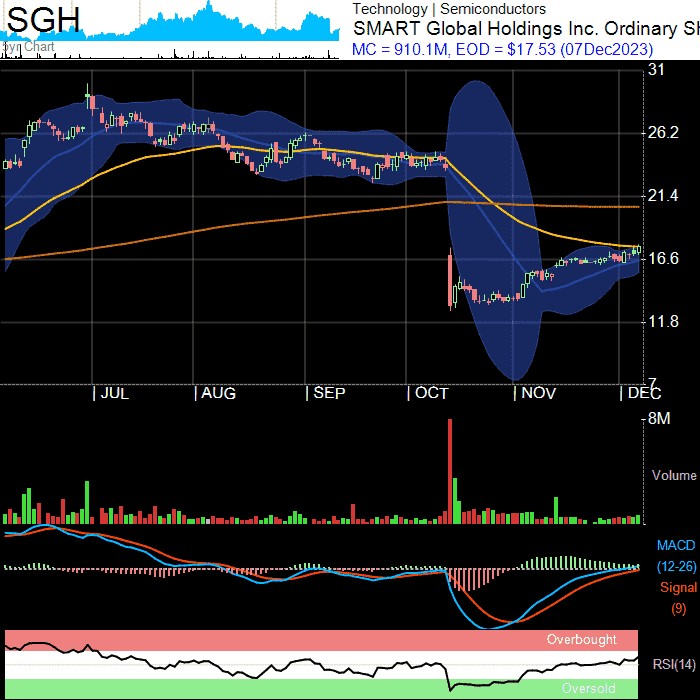 SGH
5yr Chart
Technology | Semiconductors
SMART Global Holdings Inc. Ordinary SH
MC = 910.1M, EOD = $17.53 (07Dec2023)
31
26.2
21.4
16.6
11.8
7
JUL AUG SEP OCT NOV DEC
8M
Volume
MACD
(12-26)
Signal
(9)
Overbought
RSI(14)
Oversold